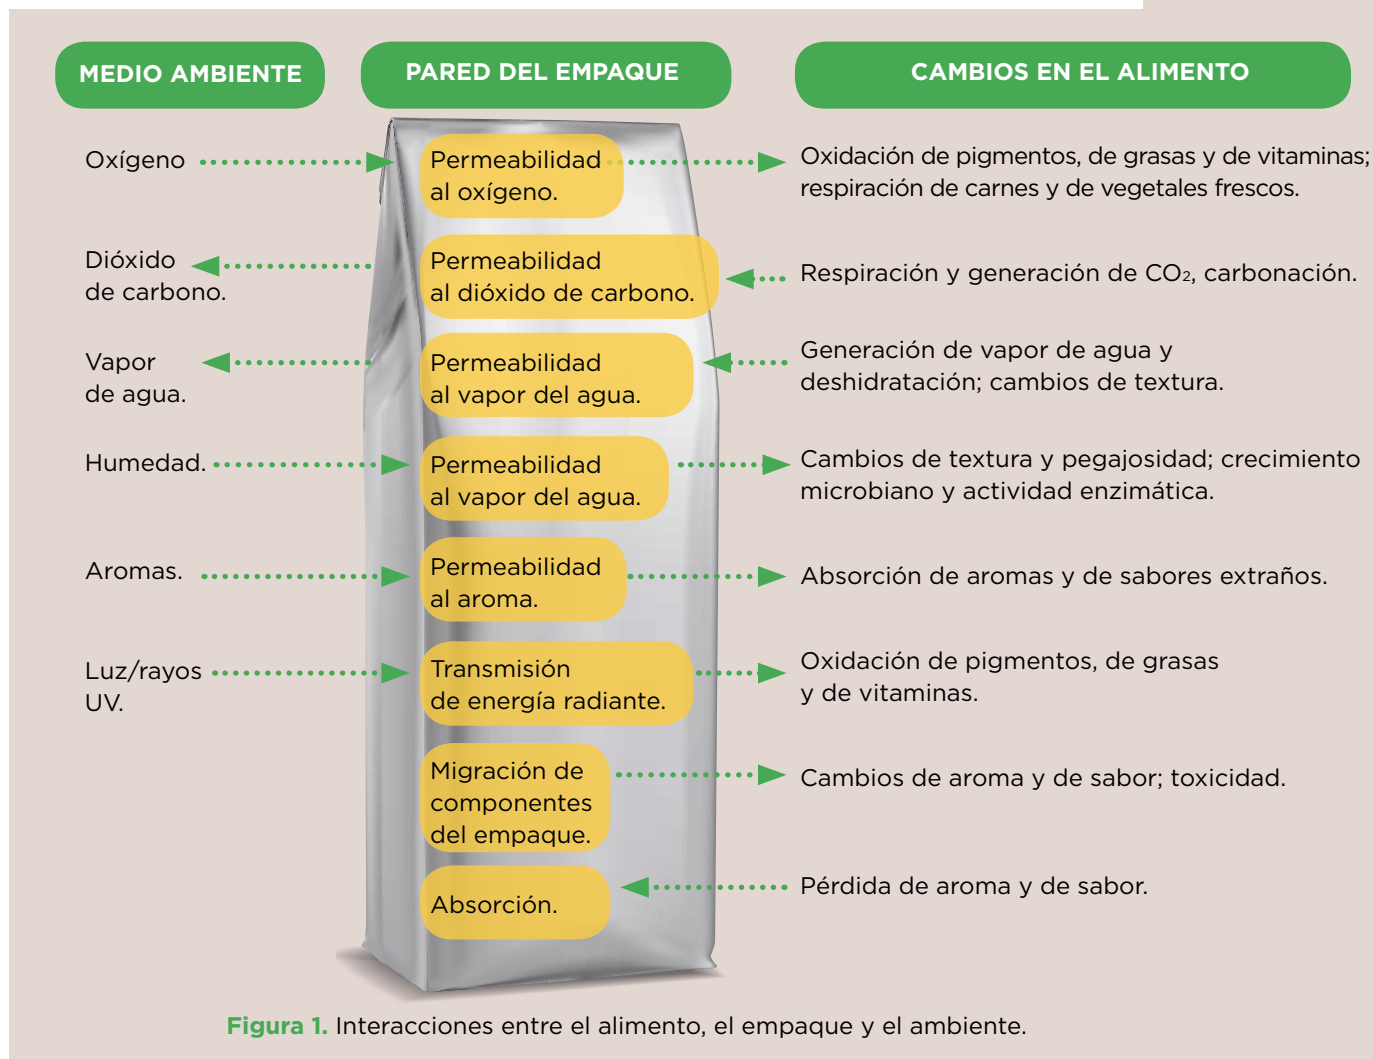 MEDIO AMBIENTE
PARED DEL EMPAQUE
CAMBIOS EN EL ALIMENTO
Oxígeno
Permeabilidad
al oxígeno.
Oxidación de pigmentos, de grasas y de vitaminas;
respiración de carnes y de vegetales frescos.
Dióxido
de carbono.
Permeabilidad
al dióxido de carbono.
Respiración y generación de CO₂, carbonación.
Vapor
de agua.
Permeabilidad
al vapor del agua.
Generación de vapor de agua y
deshidratación; cambios de textura.
Humedad.
Permeabilidad
al vapor del agua.
Cambios de textura y pegajosidad; crecimiento
microbiano y actividad enzimática.
Aromas.
Permeabilidad
al aroma.
Absorción de aromas y de sabores extraños.
Luz/rayos
UV.
Transmisión
de energía radiante.
Oxidación de pigmentos, de grasas
y de vitaminas.
Migración de
componentes
del empaque.
Cambios de aroma y de sabor; toxicidad.
Absorción.
Pérdida de aroma y de sabor.
Figura 1. Interacciones entre el alimento, el empaque y el ambiente.